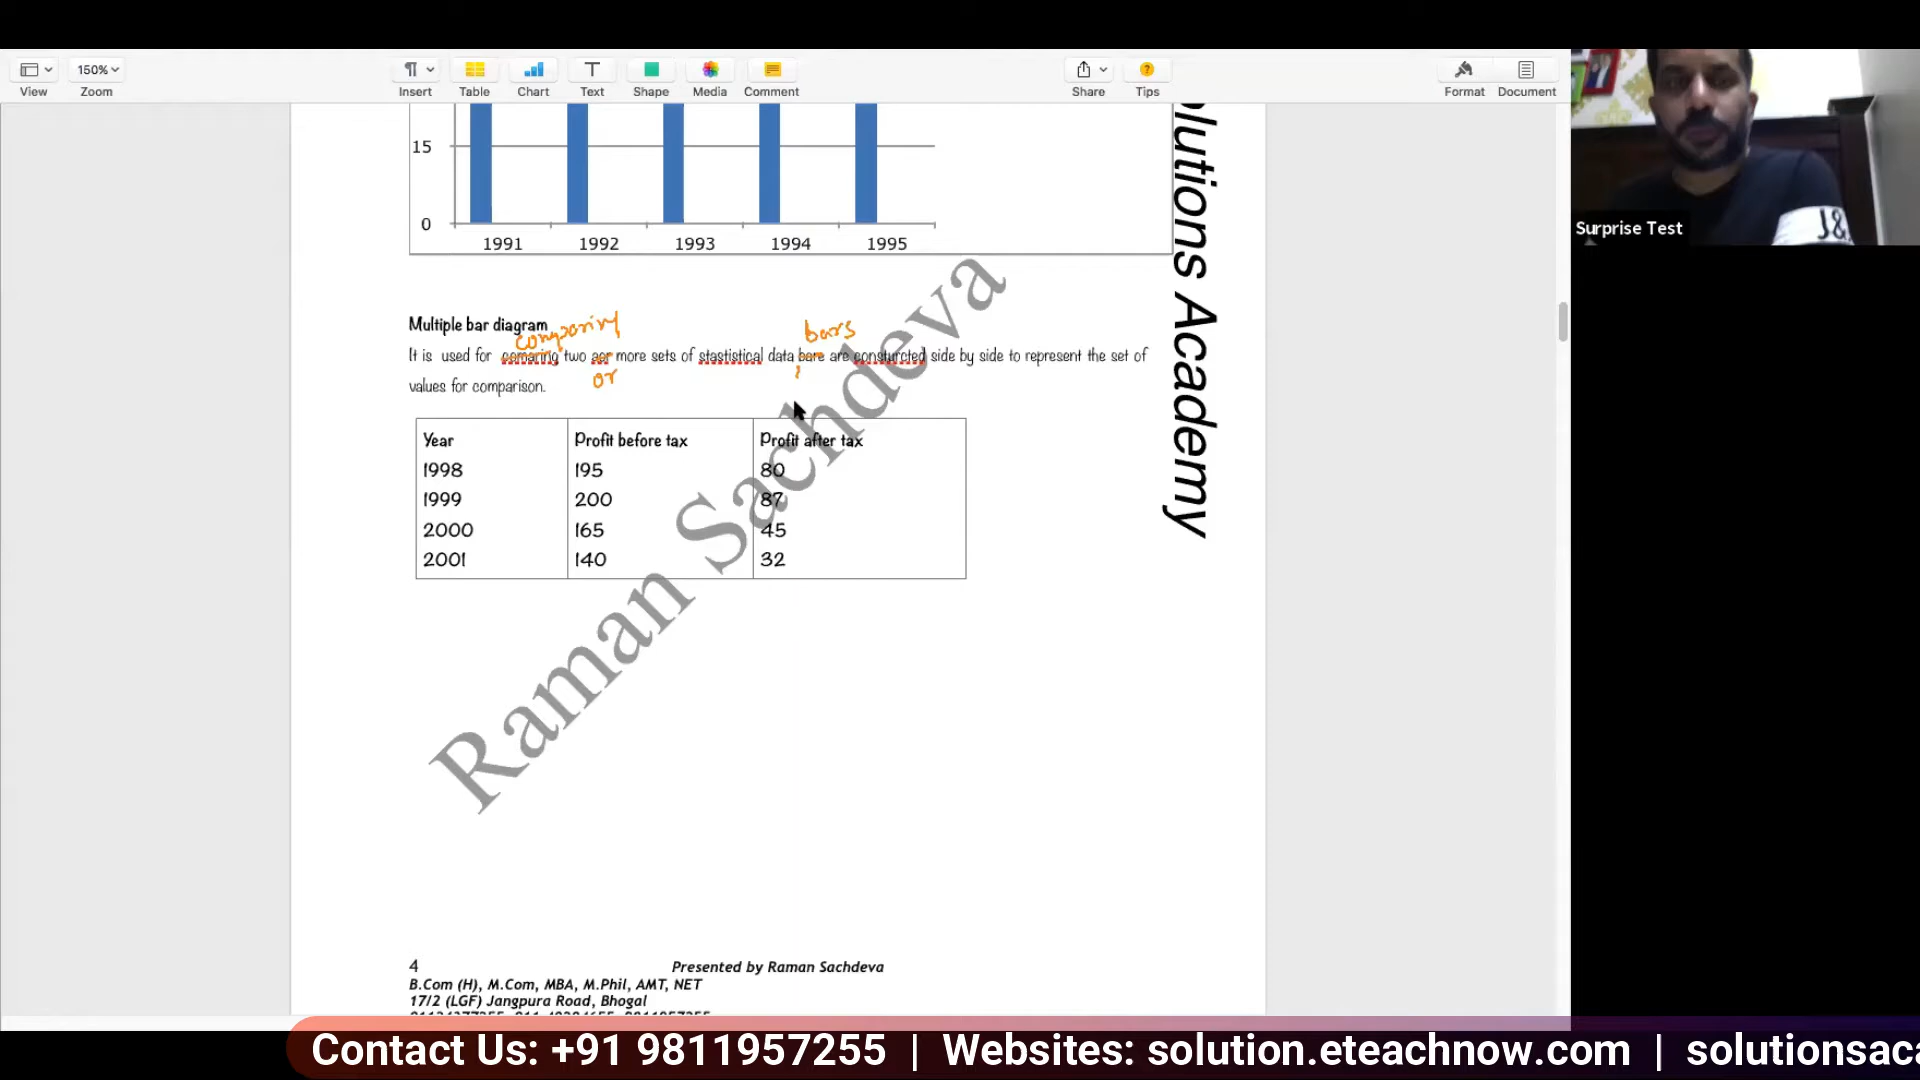 View
150%
Zoom
Insert
Table
Chart
Text
Shape
Media
Comment
Share
Tips
Format
Document
15
0
1991 1992 1993 1994 1995
olutions Academy
Surprise Test
Multiple bar diagram
comparing
bars
It is used for comaring two aor more sets of stastistical data bare are consturcted side by side to represent the set of
or
values for comparison.
Year Profit before tax Profit after tax
1998 195 80
1999 200 87
2000 165 45
2001 140 32
Raman Sachdeva
4
Presented by Raman Sachdeva
B.Com (H), M.Com, MBA, M.Phil, AMT, NET
17/2 (LGF) Jangpura Road, Bhogal
Contact Us: +91 9811957255 | Websites: solution.eteachnow.com | solutionsaca